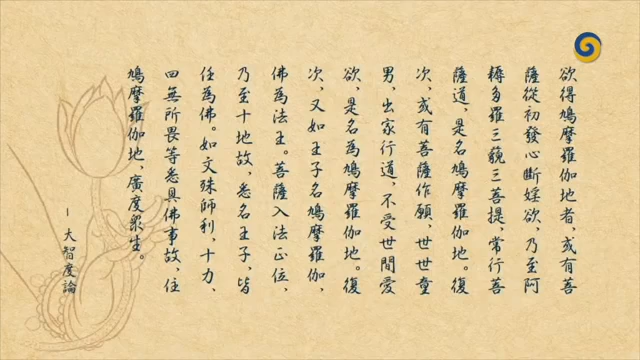 欲得鳩摩羅伽地者，或有菩
薩從初發心斷婬欲，乃至阿
耨多羅三藐三菩提，常行菩
薩道，是名鳩摩羅伽地。復
次，或有菩薩作願，世世童
男，出家行道，不受世間愛
欲，是名為鳩摩羅伽地。復
次，又如王子名鳩摩羅伽，
佛為法王。菩薩入法正位，
乃至十地故，悉名王子，皆
任為佛。如文殊師利，十力、
四無所畏等悉具佛事故，住
鳩摩羅伽地，廣度眾生。
－大智度論